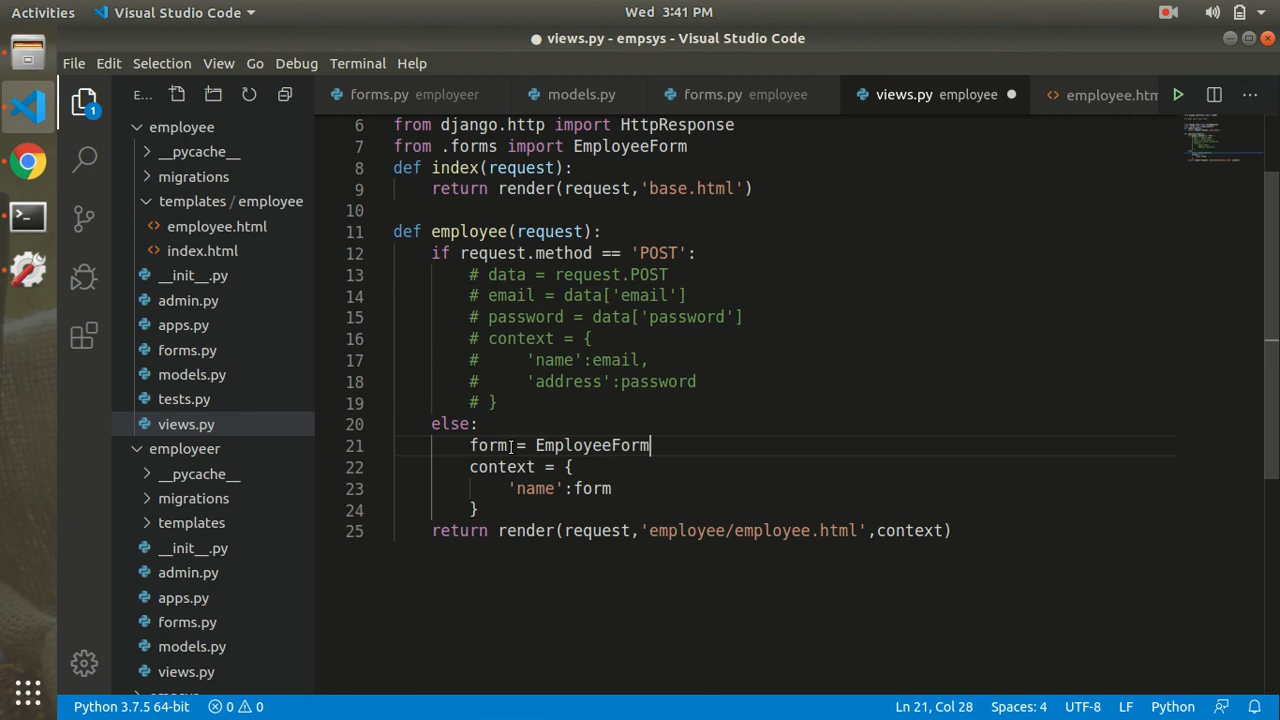 Activities
Visual Studio Code
Wed 3:41 PM
● views.py - empsys - Visual Studio Code
File Edit Selection View Go Debug Terminal Help
1
E...
forms.py employeer
models.py
forms.py employee
views.py employee
employee.htm
employee
__pycache__
migrations
templates / employee
employee.html
index.html
__init__.py
admin.py
apps.py
forms.py
models.py
tests.py
views.py
employeer
__pycache__
migrations
templates
__init__.py
admin.py
apps.py
forms.py
models.py
views.py
6 from django.http import HttpResponse
7 from .forms import EmployeeForm
8 def index(request):
9 return render(request,'base.html')
10
11 def employee(request):
12 if request.method == 'POST':
13 # data = request.POST
14 # email = data['email']
15 # password = data['password']
16 # context = {
17 # 'name':email,
18 # 'address':password
19 # }
20 else:
21 form = EmployeeForm
22 context = {
23 'name':form
24 }
25 return render(request,'employee/employee.html',context)
Python 3.7.5 64-bit
0
0
Ln 21, Col 28
Spaces: 4
UTF-8
LF
Python